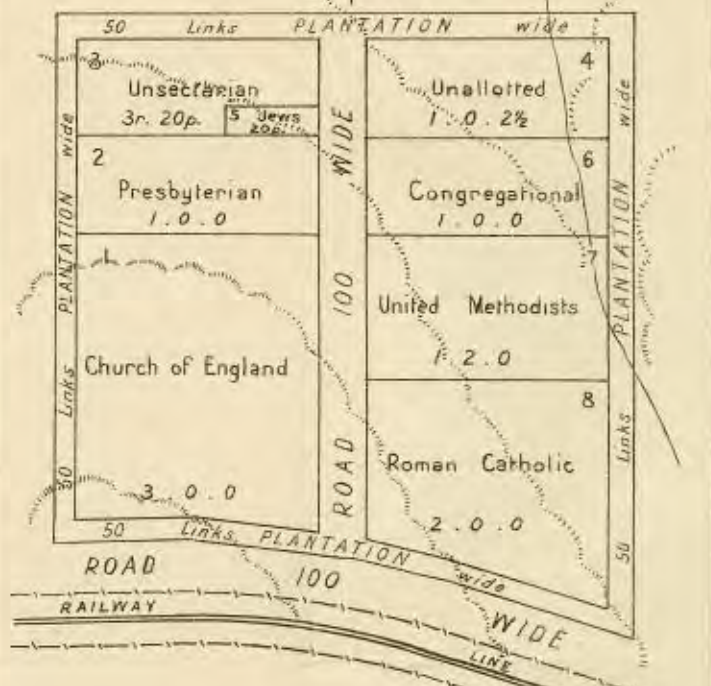 50 Links PLANTATION wide
3
Unsectarian
3r. 20p.
5 Jews
20p.
2
Presbyterian
1 . 0 . 0
1
Church of England
3 . 0 . 0
50 Links PLANTATION wide
ROAD 100 WIDE
4
Unallotted
1 . 0 . 2½
6
Congregational
1 . 0 . 0
7
United Methodists
1 . 2 . 0
8
Roman Catholic
2 . 0 . 0
50 Links PLANTATION wide
50 Links PLANTATION wide
ROAD 100 WIDE
RAILWAY LINE